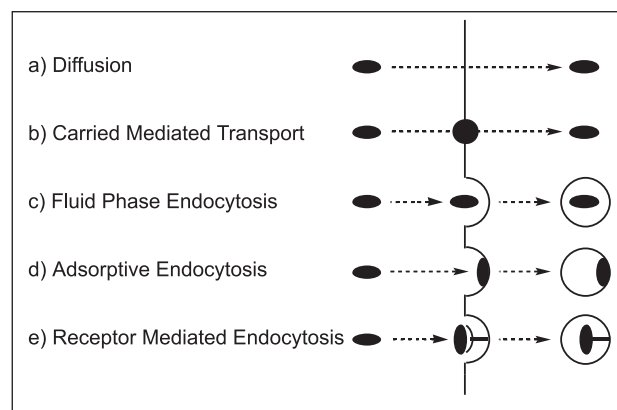 a) Diffusion
b) Carried Mediated Transport
c) Fluid Phase Endocytosis
d) Adsorptive Endocytosis
e) Receptor Mediated Endocytosis